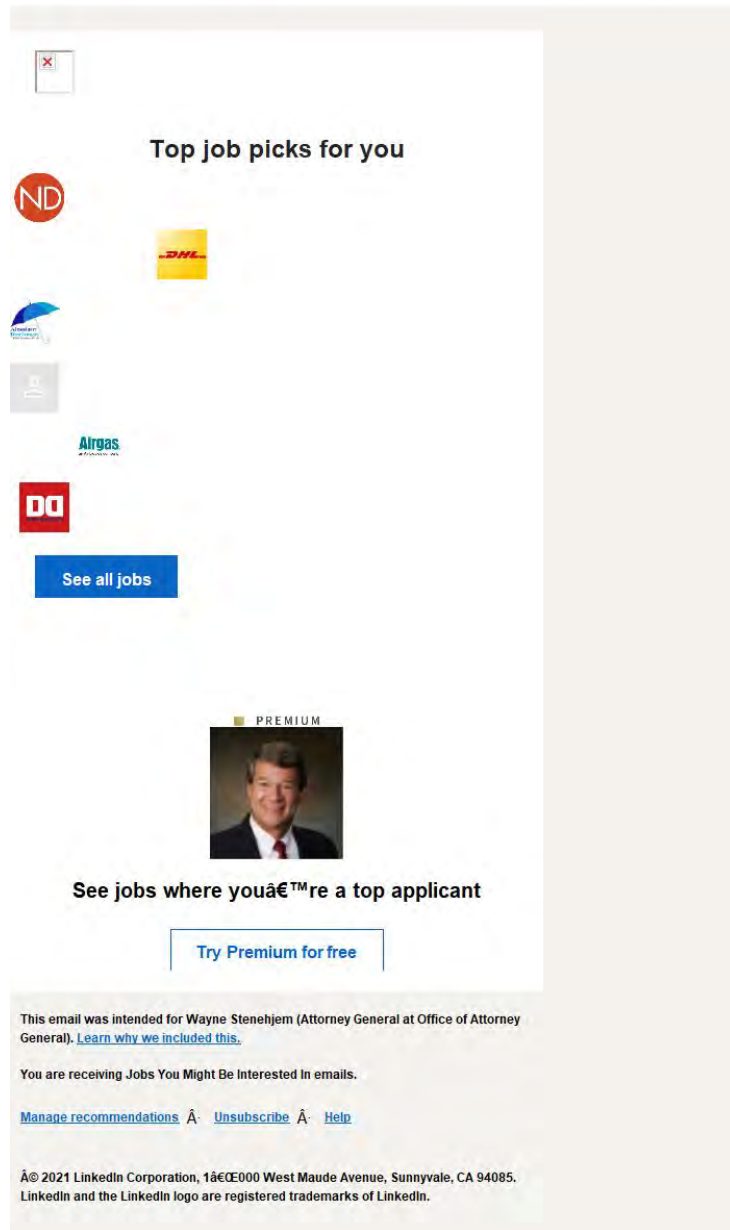 Top job picks for you
ND
DHL
Airgas
See all jobs
PREMIUM
See jobs where youâ€™re a top applicant
Try Premium for free
This email was intended for Wayne Stenehjem (Attorney General at Office of Attorney
General). Learn why we included this.
You are receiving Jobs You Might Be Interested In emails.
Manage recommendations Â· Unsubscribe Â· Help
Â© 2021 LinkedIn Corporation, 1â€Œ000 West Maude Avenue, Sunnyvale, CA 94085.
LinkedIn and the LinkedIn logo are registered trademarks of LinkedIn.